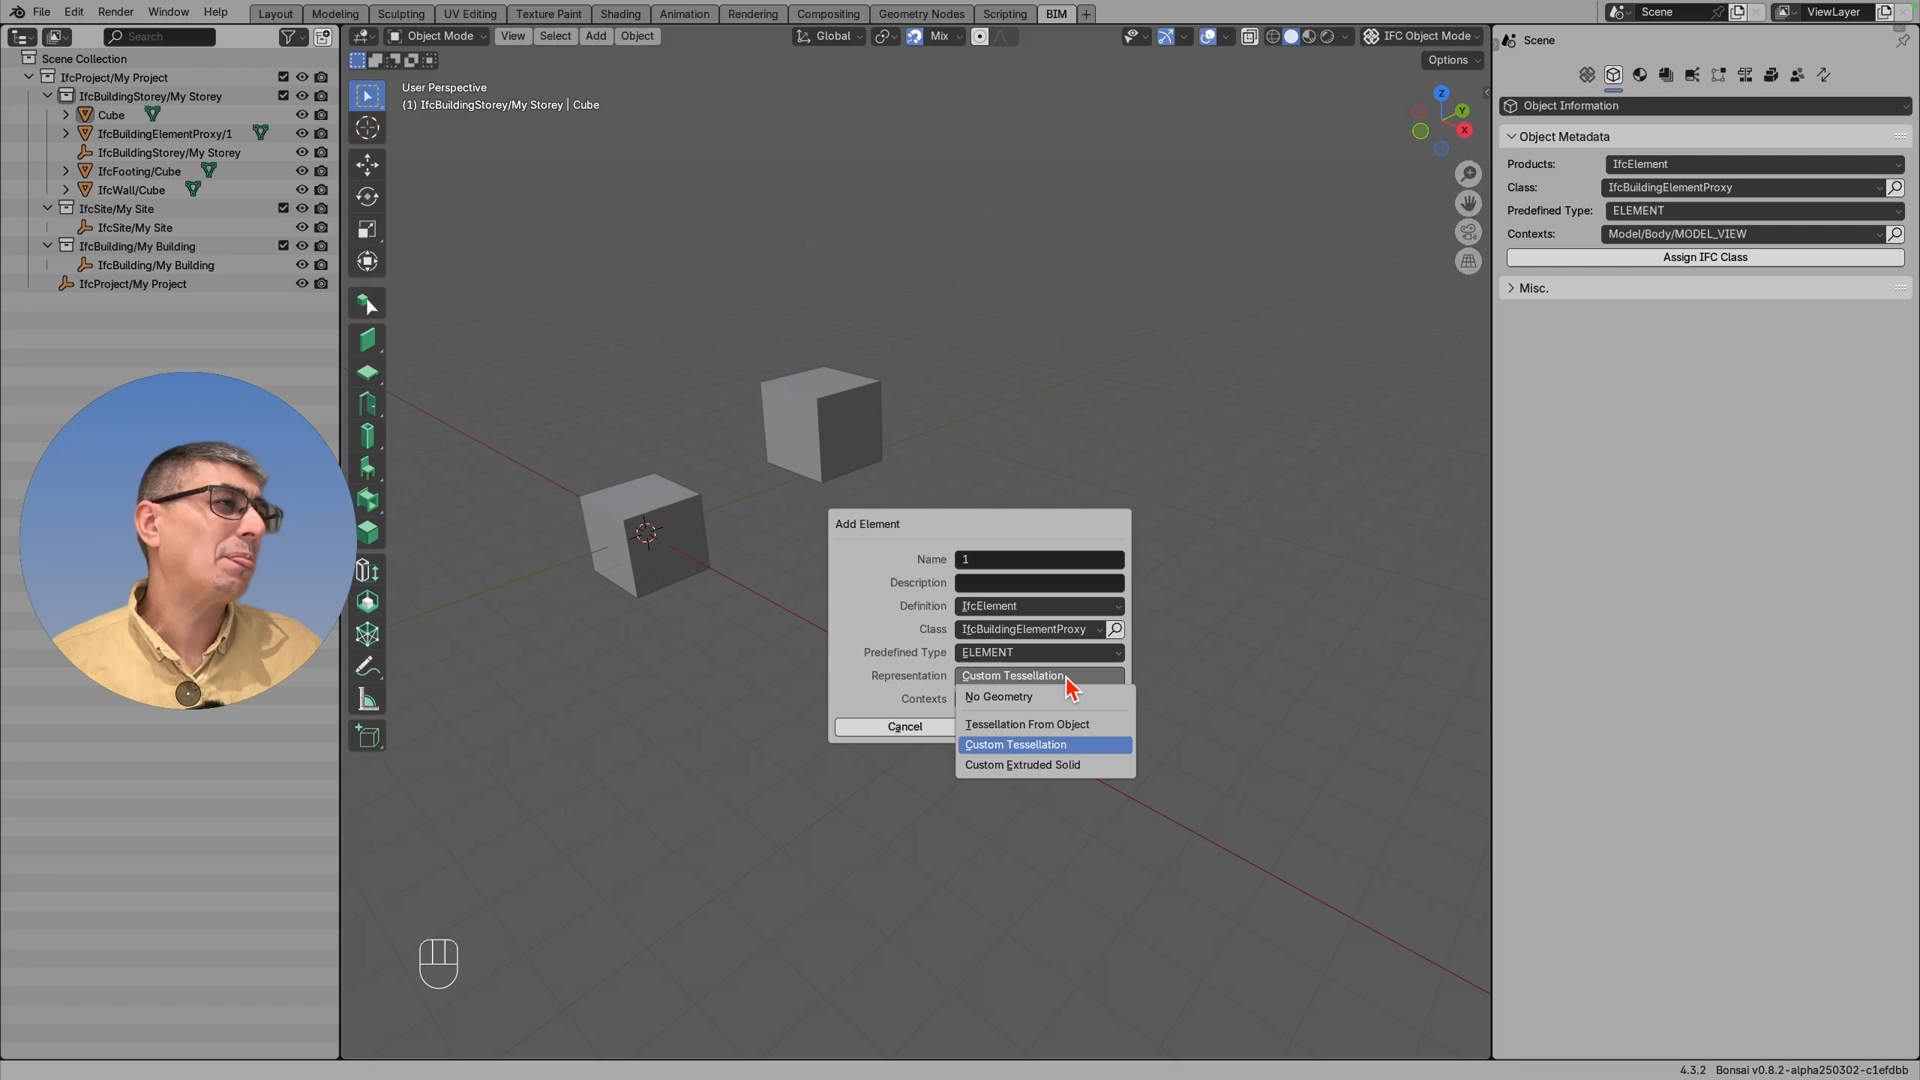 File Edit Render Window Help Layout Modeling Sculpting UV Editing Texture Paint Shading Animation Rendering Compositing Geometry Nodes Scripting BIM + Scene ViewLayer
Search
Object Mode View Select Add Object Global Mix IFC Object Mode
Options
Scene Collection
IfcProject/My Project
IfcBuildingStorey/My Storey
Cube
IfcBuildingElementProxy/1
IfcBuildingStorey/My Storey
IfcFooting/Cube
IfcWall/Cube
IfcSite/My Site
IfcSite/My Site
IfcBuilding/My Building
IfcBuilding/My Building
IfcProject/My Project
User Perspective
(1) IfcBuildingStorey/My Storey | Cube
Z
Y
X
Add Element
Name 1
Description
Definition IfcElement
Class IfcBuildingElementProxy
Predefined Type ELEMENT
Representation Custom Tessellation
Contexts
No Geometry
Tessellation From Object
Custom Tessellation
Custom Extruded Solid
Cancel
Scene
Object Information
Object Metadata
Products: IfcElement
Class: IfcBuildingElementProxy
Predefined Type: ELEMENT
Contexts: Model/Body/MODEL_VIEW
Assign IFC Class
Misc.
4.3.2 Bonsai v0.8.2-alpha250302-c1efdbb